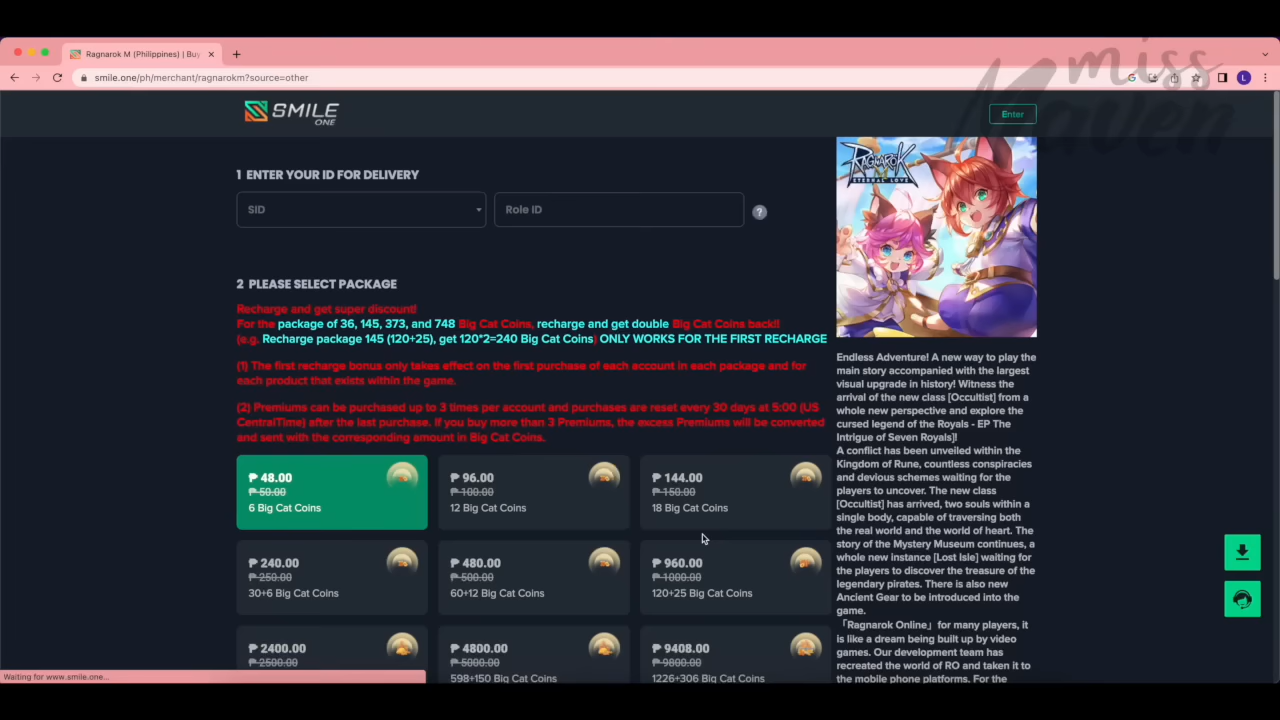 miss
Maven
Ragnarok M (Philippines) | Buy
smile.one/ph/merchant/ragnarokm?source=other
G
L
SMILE
ONE
Enter
1 ENTER YOUR ID FOR DELIVERY
SID
Role ID
?
2 PLEASE SELECT PACKAGE
Recharge and get super discount!
For the package of 36, 145, 373, and 748 Big Cat Coins, recharge and get double Big Cat Coins back!!
(e.g. Recharge package 145 (120+25), get 120*2=240 Big Cat Coins) ONLY WORKS FOR THE FIRST RECHARGE
(1) The first recharge bonus only takes effect on the first purchase of each account in each package and for
each product that exists within the game.
(2) Premiums can be purchased up to 3 times per account and purchases are reset every 30 days at 5:00 (US
CentralTime) after the last purchase. If you buy more than 3 Premiums, the excess Premiums will be converted
and sent with the corresponding amount in Big Cat Coins.
₱ 48.00
₱ 50.00
6 Big Cat Coins
₱ 96.00
₱ 100.00
12 Big Cat Coins
₱ 144.00
₱ 150.00
18 Big Cat Coins
₱ 240.00
₱ 250.00
30+6 Big Cat Coins
₱ 480.00
₱ 500.00
60+12 Big Cat Coins
₱ 960.00
₱ 1000.00
120+25 Big Cat Coins
₱ 2400.00
₱ 2500.00
₱ 4800.00
₱ 5000.00
598+150 Big Cat Coins
₱ 9408.00
₱ 9800.00
1226+306 Big Cat Coins
RAGNAROK
M
ETERNAL LOVE
Endless Adventure! A new way to play the
main story accompanied with the largest
visual upgrade in history! Witness the
arrival of the new class [Occultist] from a
whole new perspective and explore the
cursed legend of the Royals - EP The
Intrigue of Seven Royals]!
A conflict has been unveiled within the
Kingdom of Rune, countless conspiracies
and devious schemes waiting for the
players to uncover. The new class
[Occultist] has arrived, two souls within a
single body, capable of traversing both
the real world and the world of heart. The
story of the Mystery Museum continues, a
whole new instance [Lost Isle] waiting for
the players to discover the treasure of the
legendary pirates. There is also new
Ancient Gear to be introduced into the
game.
「Ragnarok Online」for many players, it
is like a dream being built up by video
games. Our development team has
recreated the world of RO and taken it to
the mobile phone platforms. For the
Waiting for www.smile.one...